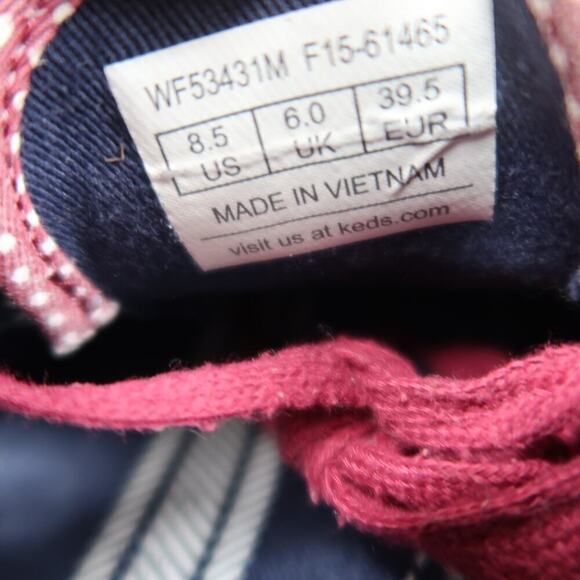 WF53431M F15-61465
8.5 6.0 39.5
US UK EUR
MADE IN VIETNAM
visit us at keds.com